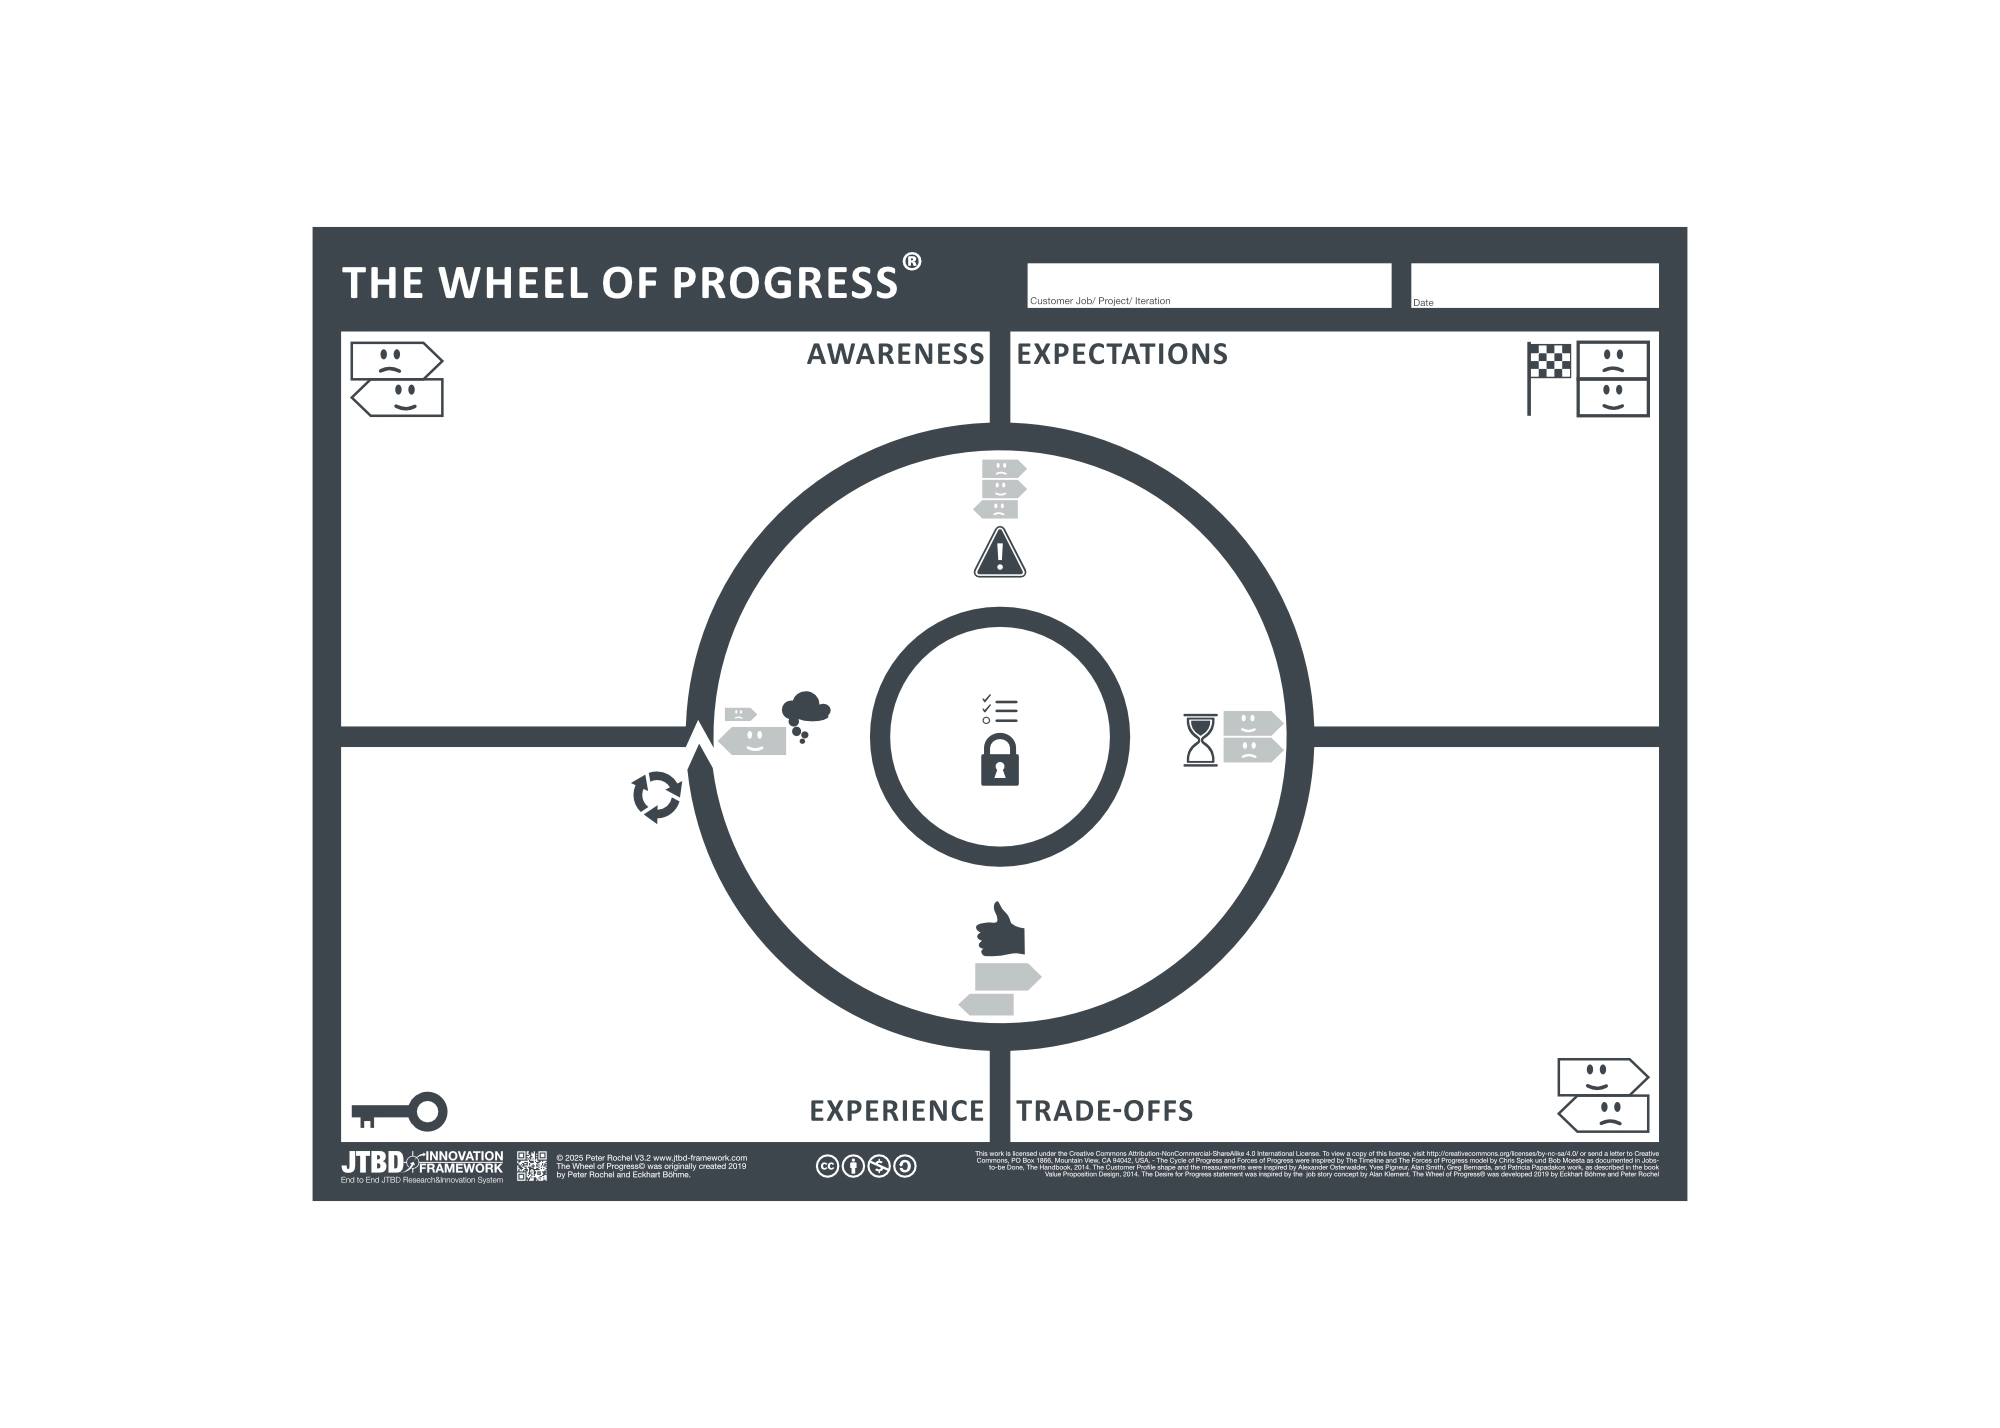 THE WHEEL OF PROGRESS®
Customer Job/ Project/ Iteration
Date
AWARENESS
EXPECTATIONS
EXPERIENCE
TRADE-OFFS
JTBD INNOVATION
FRAMEWORK
End to End JTBD Research&Innovation System
© 2025 Peter Rochel V3.2 www.jtbd-framework.com
The Wheel of Progress© was originally created 2019
by Peter Rochel and Eckhart Böhme.
cc
This work is licensed under the Creative Commons Attribution-NonCommercial-ShareAlike 4.0 International License. To view a copy of this license, visit http://creativecommons.org/licenses/by-nc-sa/4.0/ or send a letter to Creative
Commons, PO Box 1866, Mountain View, CA 94042, USA. - The Cycle of Progress and Forces of Progress were inspired by The Timeline and The Forces of Progress model by Chris Spiek und Bob Moesta as documented in Jobs-
to-be Done, The Handbook, 2014. The Customer Profile shape and the measurements were inspired by Alexander Osterwalder, Yves Pigneur, Alan Smith, Greg Bernarda, and Patricia Papadakos work, as described in the book
Value Proposition Design, 2014. The Desire for Progress statement was inspired by the job story concept by Alan Klement. The Wheel of Progress® was developed 2019 by Eckhart Böhme and Peter Rochel